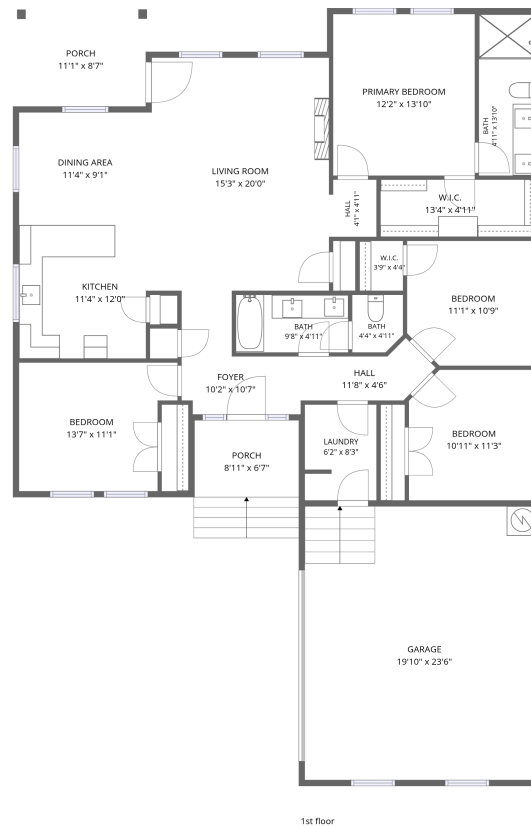 PORCH
11'1" x 8'7"
PRIMARY BEDROOM
12'2" x 13'10"
BATH
4'11" x 13'10"
DINING AREA
11'4" x 9'1"
LIVING ROOM
15'3" x 20'0"
HALL
4'1" x 4'11"
W.I.C.
13'4" x 4'11"
W.I.C.
3'9" x 4'4"
KITCHEN
11'4" x 12'0"
BEDROOM
11'1" x 10'9"
BATH
9'8" x 4'11"
BATH
4'4" x 4'11"
FOYER
10'2" x 10'7"
HALL
11'8" x 4'6"
BEDROOM
13'7" x 11'1"
LAUNDRY
6'2" x 8'3"
BEDROOM
10'11" x 11'3"
PORCH
8'11" x 6'7"
GARAGE
19'10" x 23'6"
1st floor